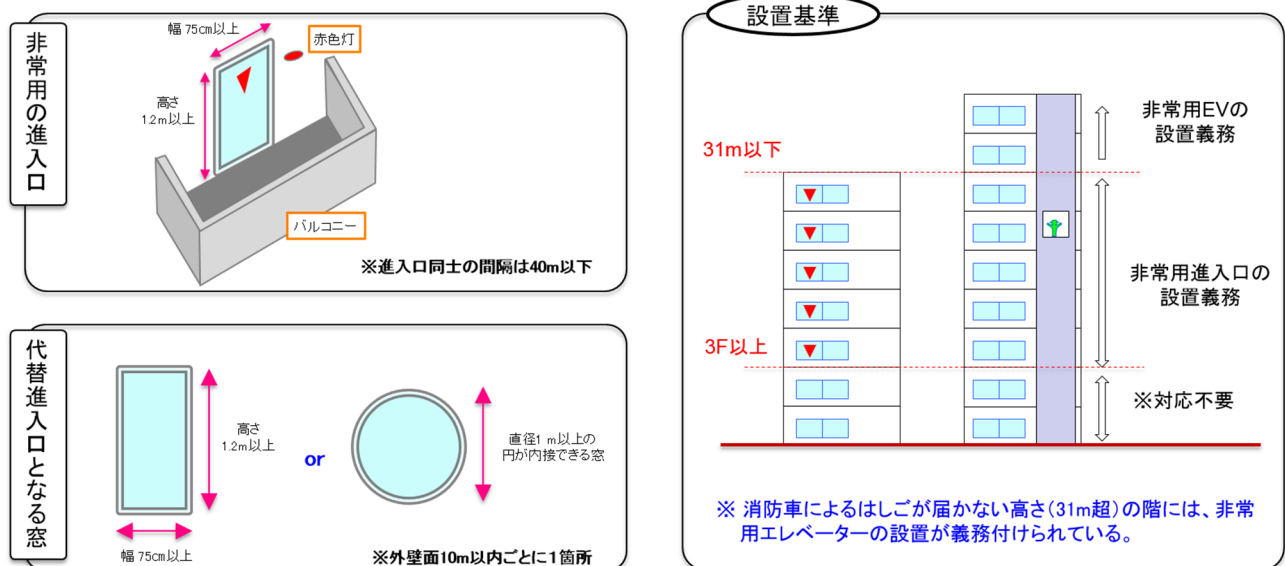 非常用の進入口
幅 75cm以上
赤色灯
高さ
1.2m以上
バルコニー
※進入口同士の間隔は40m以下
代替進入口となる窓
高さ
1.2m以上
幅 75cm以上
or
直径1 m以上の
円が内接できる窓
※外壁面10m以内ごとに1箇所
設置基準
31m以下
3F以上
非常用EVの
設置義務
非常用進入口の
設置義務
※対応不要
※ 消防車によるはしごが届かない高さ(31m超)の階には、非常
用エレベーターの設置が義務付けられている。